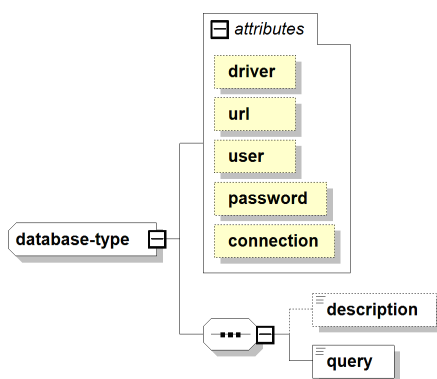 attributes
driver
url
user
password
connection
database-type
description
query